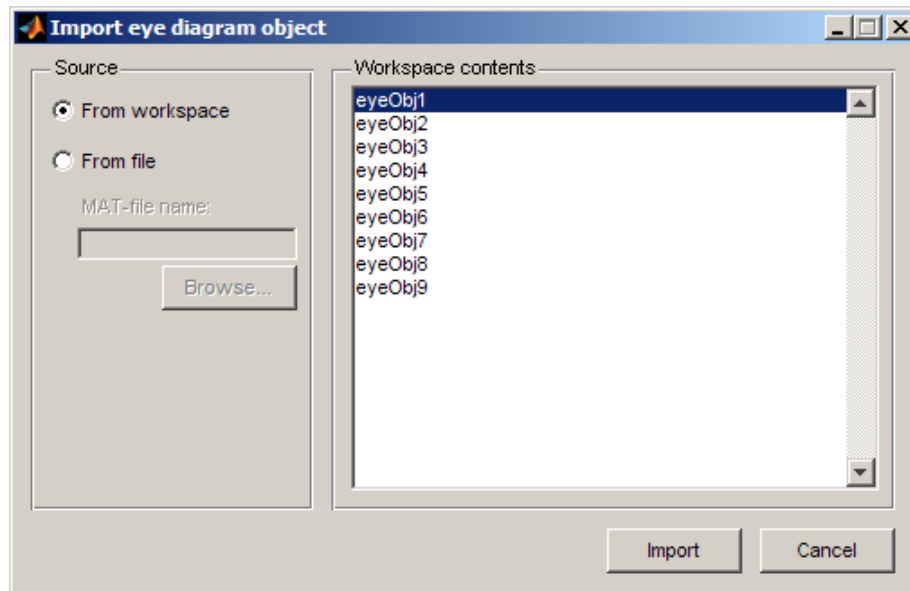 Import eye diagram object
Source
From workspace
From file
MAT-file name:
Browse...
Workspace contents
eyeObj1
eyeObj2
eyeObj3
eyeObj4
eyeObj5
eyeObj6
eyeObj7
eyeObj8
eyeObj9
Import
Cancel